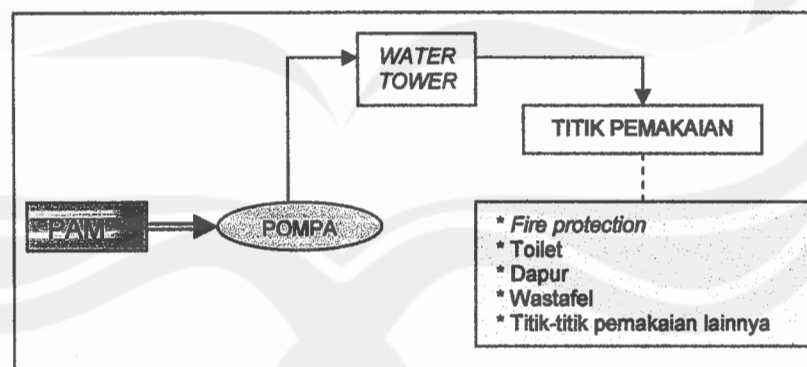 WATER
TOWER
TITIK PEMAKAIAN
PAM
POMPA
* Fire protection
* Toilet
* Dapur
* Wastafel
* Titik-titik pemakaian lainnya